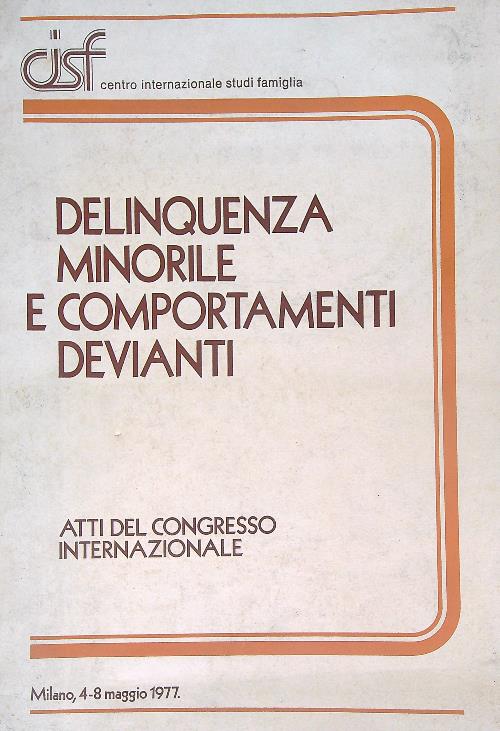 cisf
centro internazionale studi famiglia
DELINQUENZA
MINORILE
E COMPORTAMENTI
DEVIANTI
ATTI DEL CONGRESSO
INTERNAZIONALE
Milano, 4-8 maggio 1977.